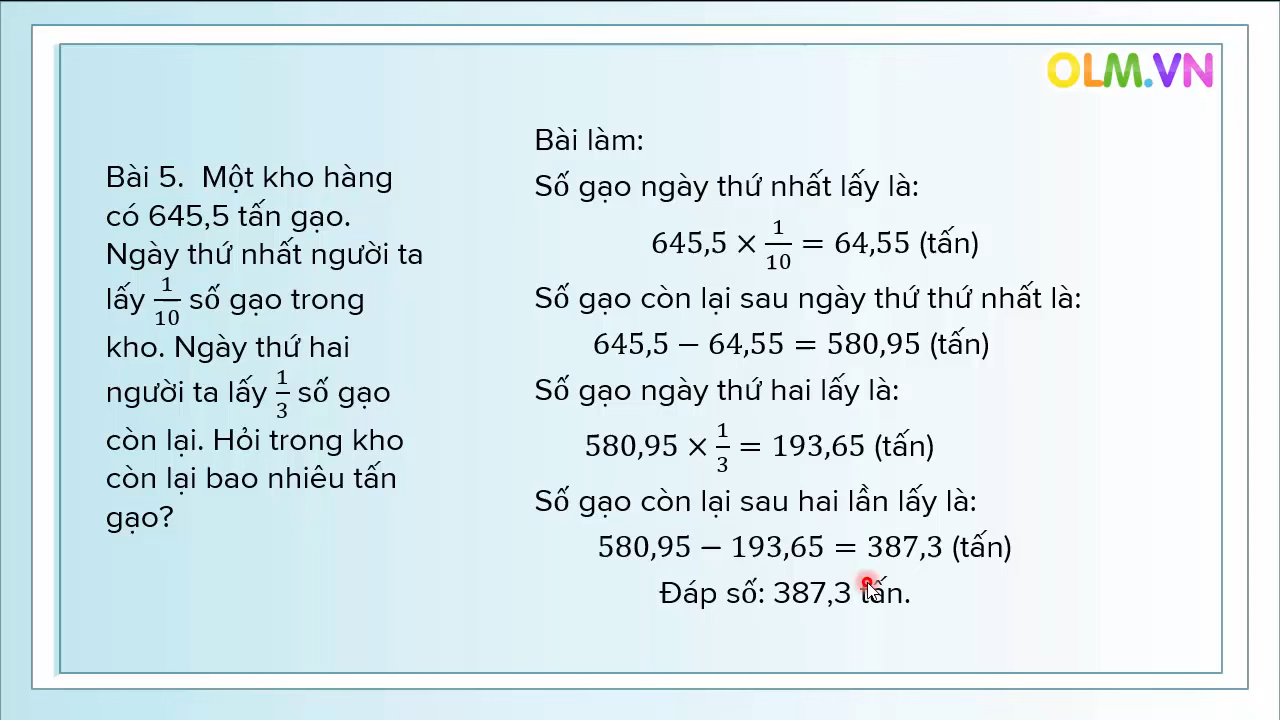 OLM.VN
Bài 5.  Một kho hàng
có 645,5 tấn gạo.
Ngày thứ nhất người ta
lấy 1/10 số gạo trong
kho. Ngày thứ hai
người ta lấy 1/3 số gạo
còn lại. Hỏi trong kho
còn lại bao nhiêu tấn
gạo?
Bài làm:
Số gạo ngày thứ nhất lấy là:
645,5 × 1/10 = 64,55 (tấn)
Số gạo còn lại sau ngày thứ thứ nhất là:
645,5 − 64,55 = 580,95 (tấn)
Số gạo ngày thứ hai lấy là:
580,95 × 1/3 = 193,65 (tấn)
Số gạo còn lại sau hai lần lấy là:
580,95 − 193,65 = 387,3 (tấn)
Đáp số: 387,3 tấn.